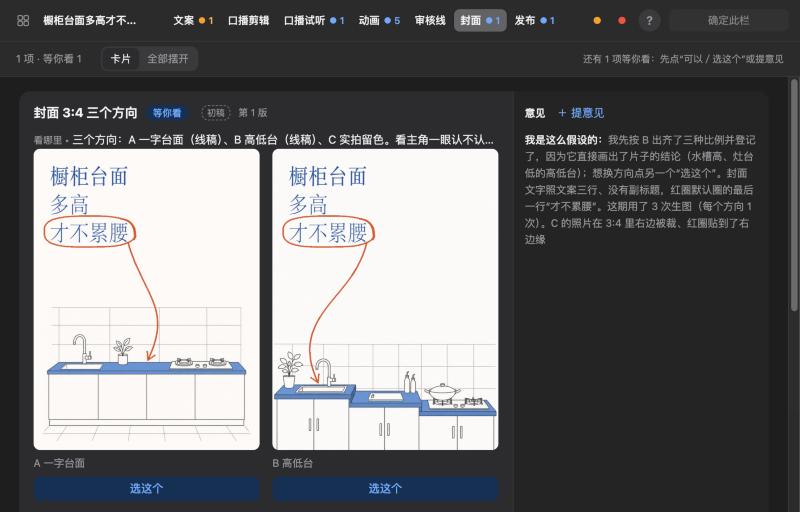 橱柜台面多高才不... 文案 1 口播剪辑 口播试听 1 动画 5 审核线 封面 1 发布 1 ? 确定此栏
1 项 · 等你看 1 卡片 全部摆开 还有 1 项等你看：先点“可以 / 选这个”或提意见
封面 3:4 三个方向 等你看 初稿 第 1 版
看哪里 • 三个方向：A 一字台面（线稿）、B 高低台（线稿）、C 实拍留色。看主角一眼认不认...
橱柜台面
多高
才不累腰
A 一字台面
选这个
橱柜台面
多高
才不累腰
B 高低台
选这个
意见 + 提意见
我是这么假设的：我先按 B 出齐了三种比例并登记
了，因为它直接画出了片子的结论（水槽高、灶台
低的高低台）；想换方向点另一个“选这个”。封面
文字照文案三行、没有副标题，红圈默认圈的最后
一行“才不累腰”。这期用了 3 次生图（每个方向 1
次）。C 的照片在 3:4 里右边被裁、红圈贴到了右
边缘